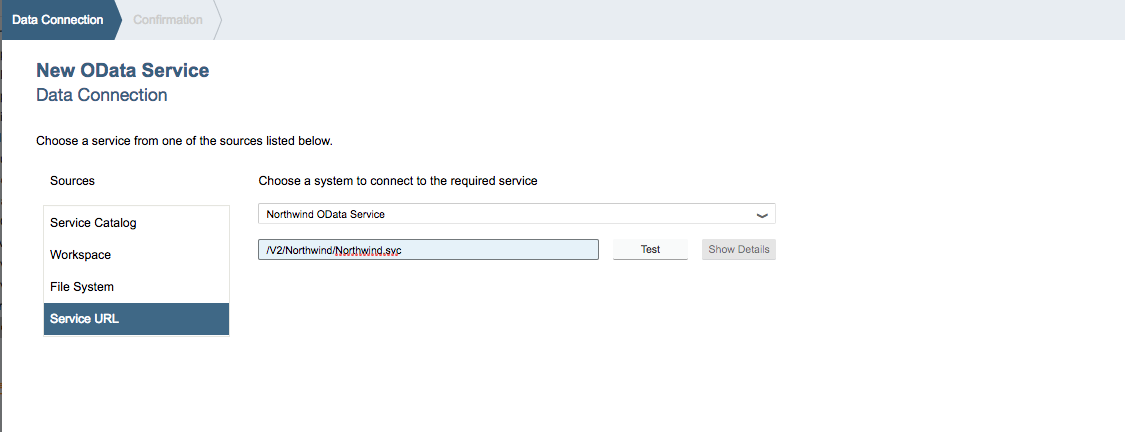 Data Connection
Confirmation
New OData Service
Data Connection
Choose a service from one of the sources listed below.
Sources
Choose a system to connect to the required service
Service Catalog
Workspace
File System
Service URL
Northwind OData Service
/V2/Northwind/Northwind.svc
Test
Show Details